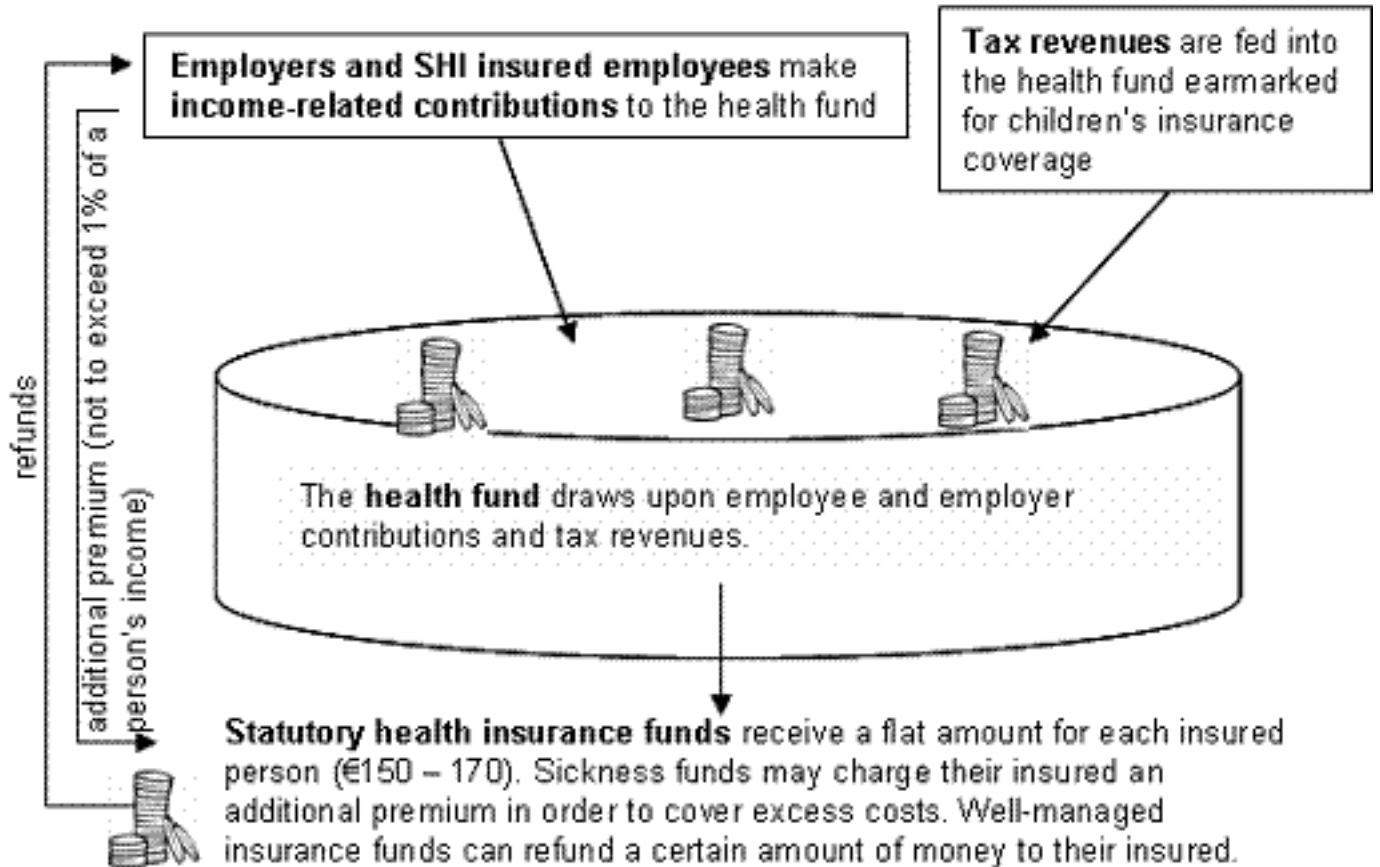 Employers and SHI insured employees make
income-related contributions to the health fund
Tax revenues are fed into
the health fund earmarked
for children's insurance
coverage
refunds
additional premium (not to exceed 1% of a
person's income)
The health fund draws upon employee and employer
contributions and tax revenues.
Statutory health insurance funds receive a flat amount for each insured
person (€150 – 170). Sickness funds may charge their insured an
additional premium in order to cover excess costs. Well-managed
insurance funds can refund a certain amount of money to their insured.